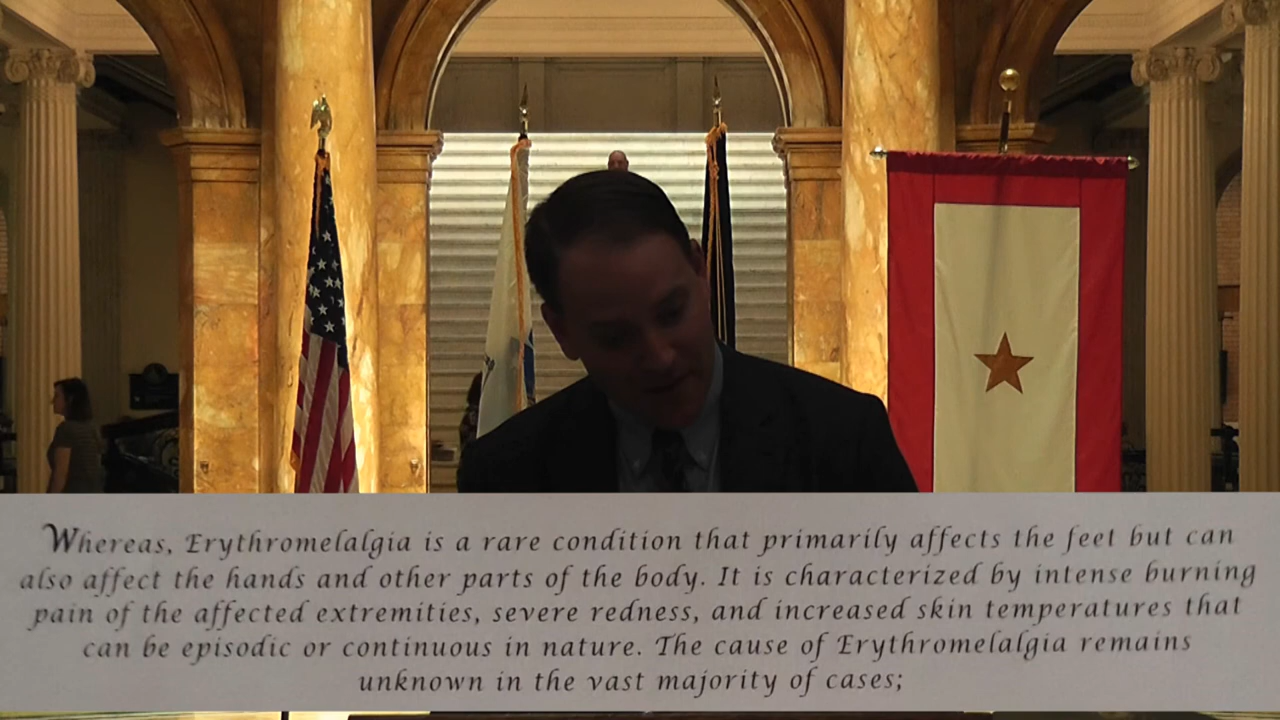 Whereas, Erythromelalgia is a rare condition that primarily affects the feet but can
also affect the hands and other parts of the body. It is characterized by intense burning
pain of the affected extremities, severe redness, and increased skin temperatures that
can be episodic or continuous in nature. The cause of Erythromelalgia remains
unknown in the vast majority of cases;